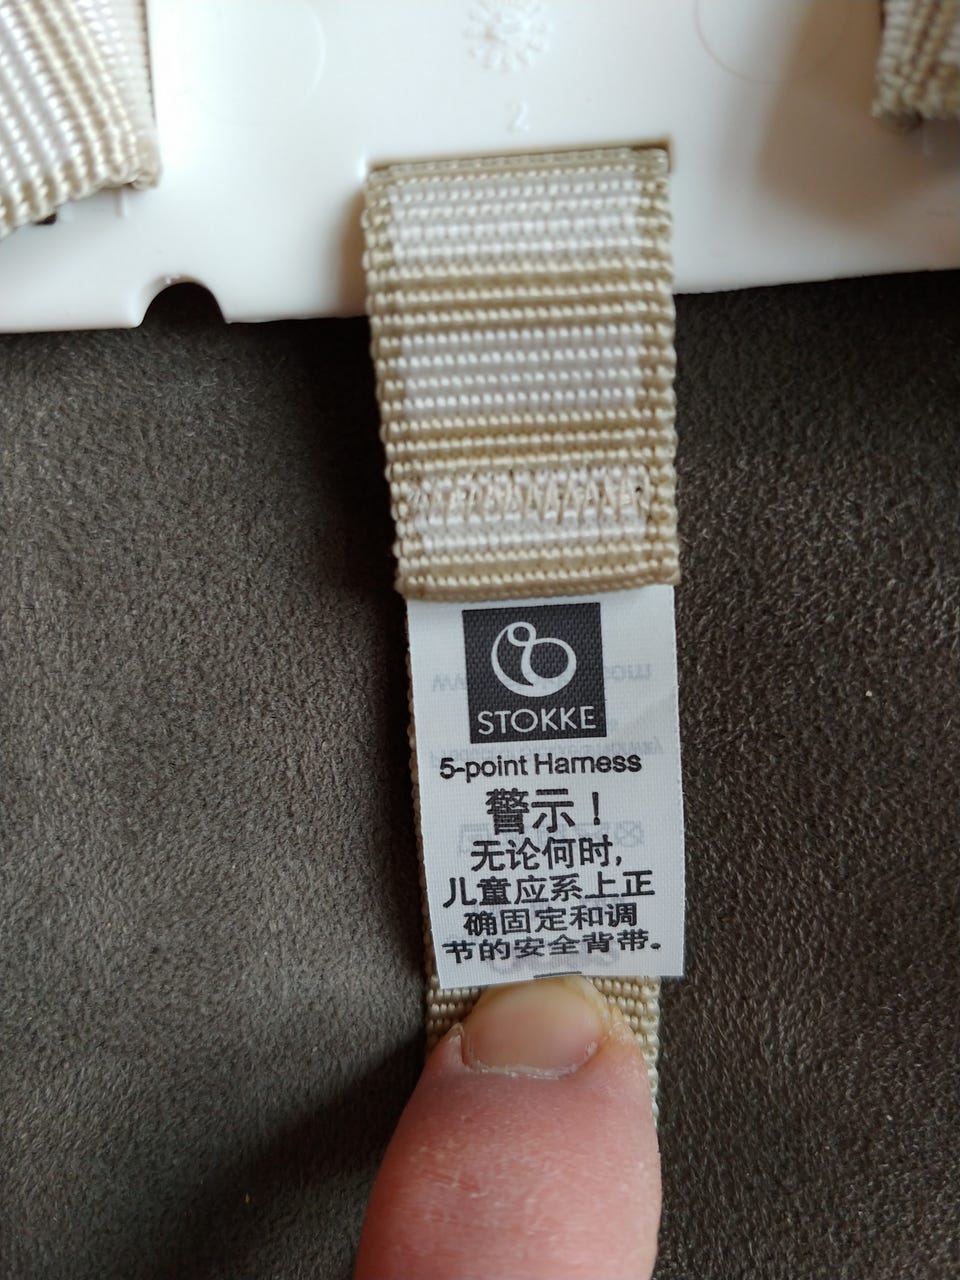 2
STOKKE
5-point Harness
警示！
无论何时,
儿童应系上正
确固定和调
节的安全背带。